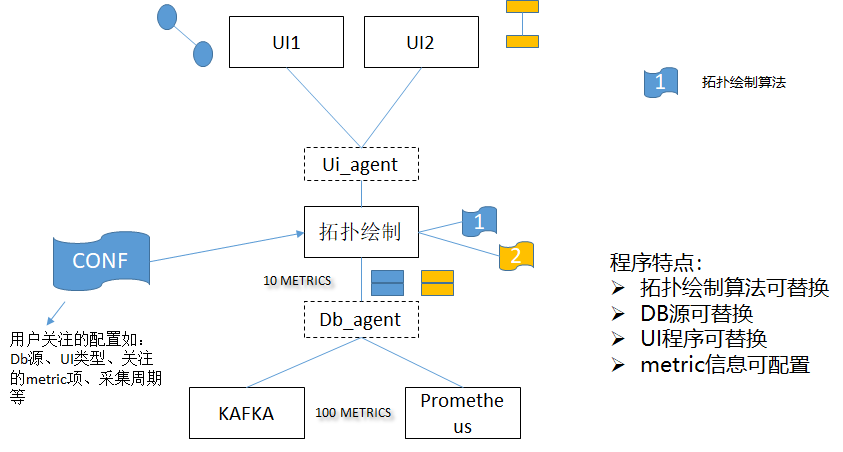 UI1
UI2
1
拓扑绘制算法
Ui_agent
拓扑绘制
1
2
CONF
10 METRICS
Db_agent
用户关注的配置如：
Db源、UI类型、关注
的metric项、采集周期
等
KAFKA
100 METRICS
Promethe
us
程序特点：
拓扑绘制算法可替换
DB源可替换
UI程序可替换
metric信息可配置